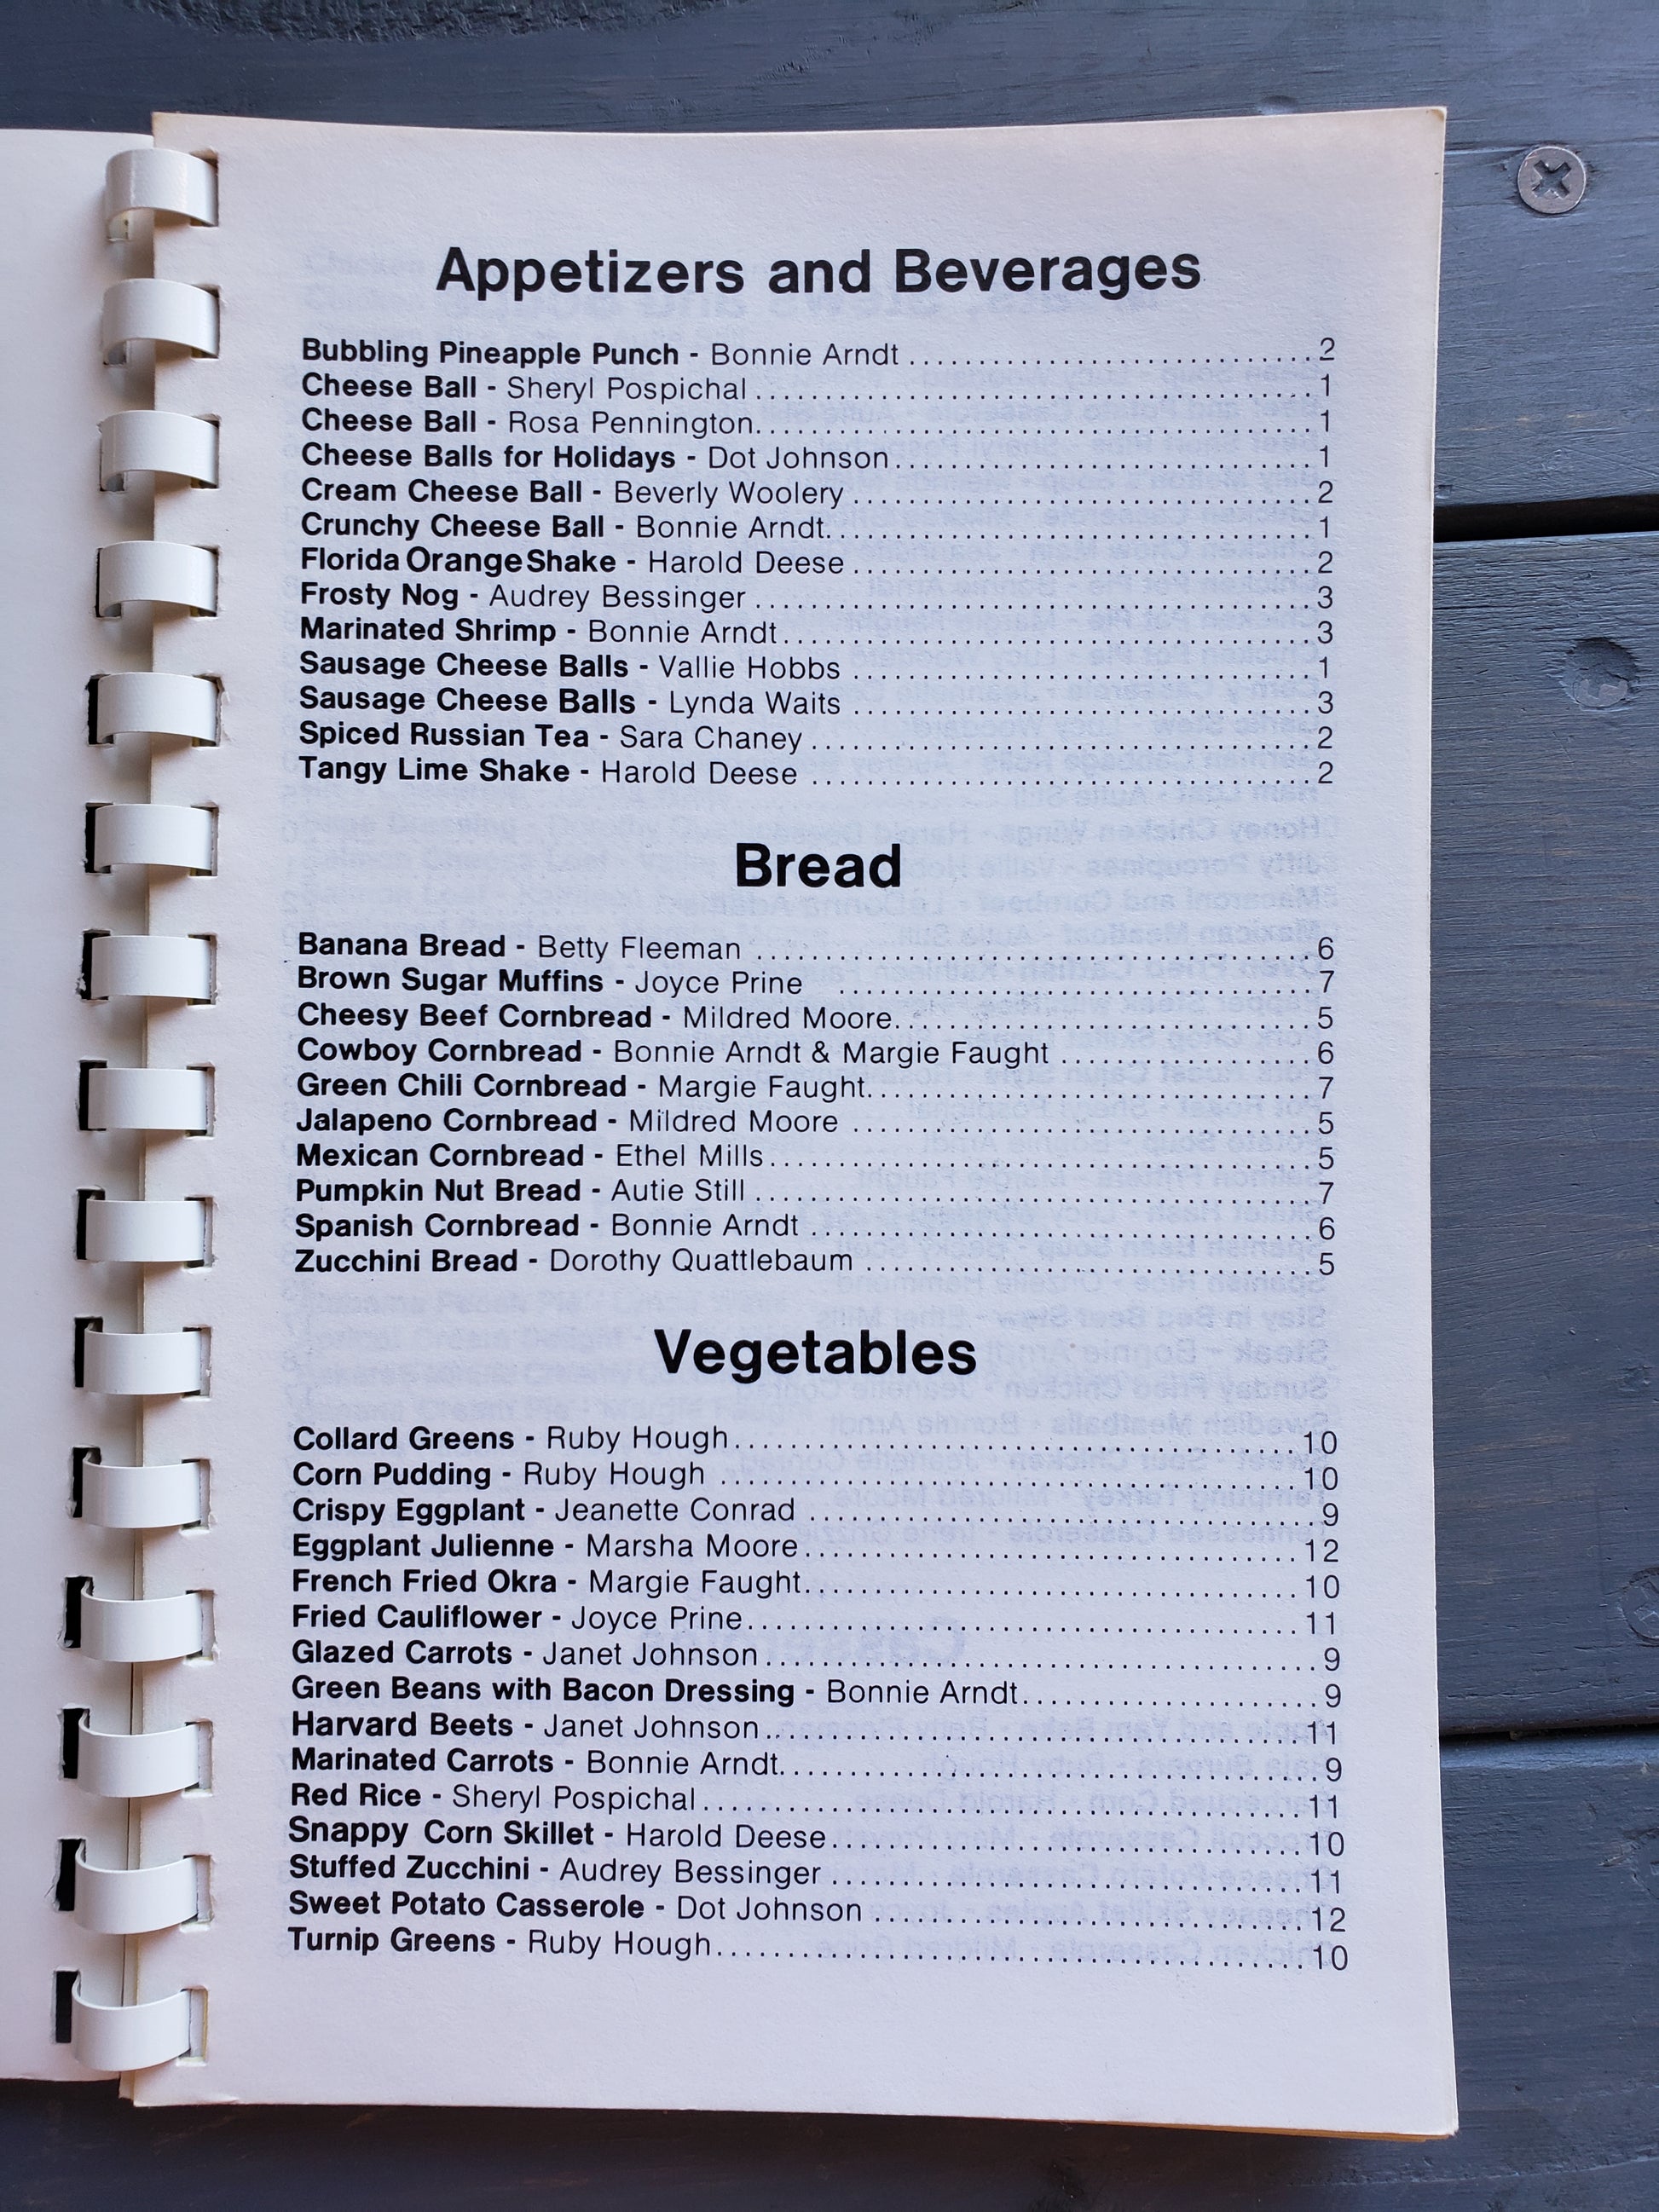 Appetizers and Beverages
Bubbling Pineapple Punch - Bonnie Arndt ..............................2
Cheese Ball - Sheryl Pospichal.........................................1
Cheese Ball - Rosa Pennington.........................................1
Cheese Balls for Holidays - Dot Johnson...............................1
Cream Cheese Ball - Beverly Woolery ..................................2
Crunchy Cheese Ball - Bonnie Arndt....................................1
Florida Orange Shake - Harold Deese ..................................2
Frosty Nog - Audrey Bessinger .........................................3
Marinated Shrimp - Bonnie Arndt.......................................3
Sausage Cheese Balls - Vallie Hobbs ..................................1
Sausage Cheese Balls - Lynda Waits ...................................3
Spiced Russian Tea - Sara Chaney .....................................2
Tangy Lime Shake - Harold Deese ......................................2
Bread
Banana Bread - Betty Fleeman .........................................6
Brown Sugar Muffins - Joyce Prine ...................................7
Cheesy Beef Cornbread - Mildred Moore................................5
Cowboy Cornbread - Bonnie Arndt & Margie Faught ....................6
Green Chili Cornbread - Margie Faught.................................7
Jalapeno Cornbread - Mildred Moore ...................................5
Mexican Cornbread - Ethel Mills........................................5
Pumpkin Nut Bread - Autie Still ........................................7
Spanish Cornbread - Bonnie Arndt .....................................6
Zucchini Bread - Dorothy Quattlebaum .................................5
Vegetables
Collard Greens - Ruby Hough.........................................10
Corn Pudding - Ruby Hough ..........................................10
Crispy Eggplant - Jeanette Conrad .....................................9
Eggplant Julienne - Marsha Moore....................................12
French Fried Okra - Margie Faught....................................10
Fried Cauliflower - Joyce Prine........................................11
Glazed Carrots - Janet Johnson........................................9
Green Beans with Bacon Dressing - Bonnie Arndt.....................9
Harvard Beets - Janet Johnson.......................................11
Marinated Carrots - Bonnie Arndt......................................9
Red Rice - Sheryl Pospichal...........................................11
Snappy Corn Skillet - Harold Deese...................................10
Stuffed Zucchini - Audrey Bessinger ..................................11
Sweet Potato Casserole - Dot Johnson ...............................12
Turnip Greens - Ruby Hough..........................................10